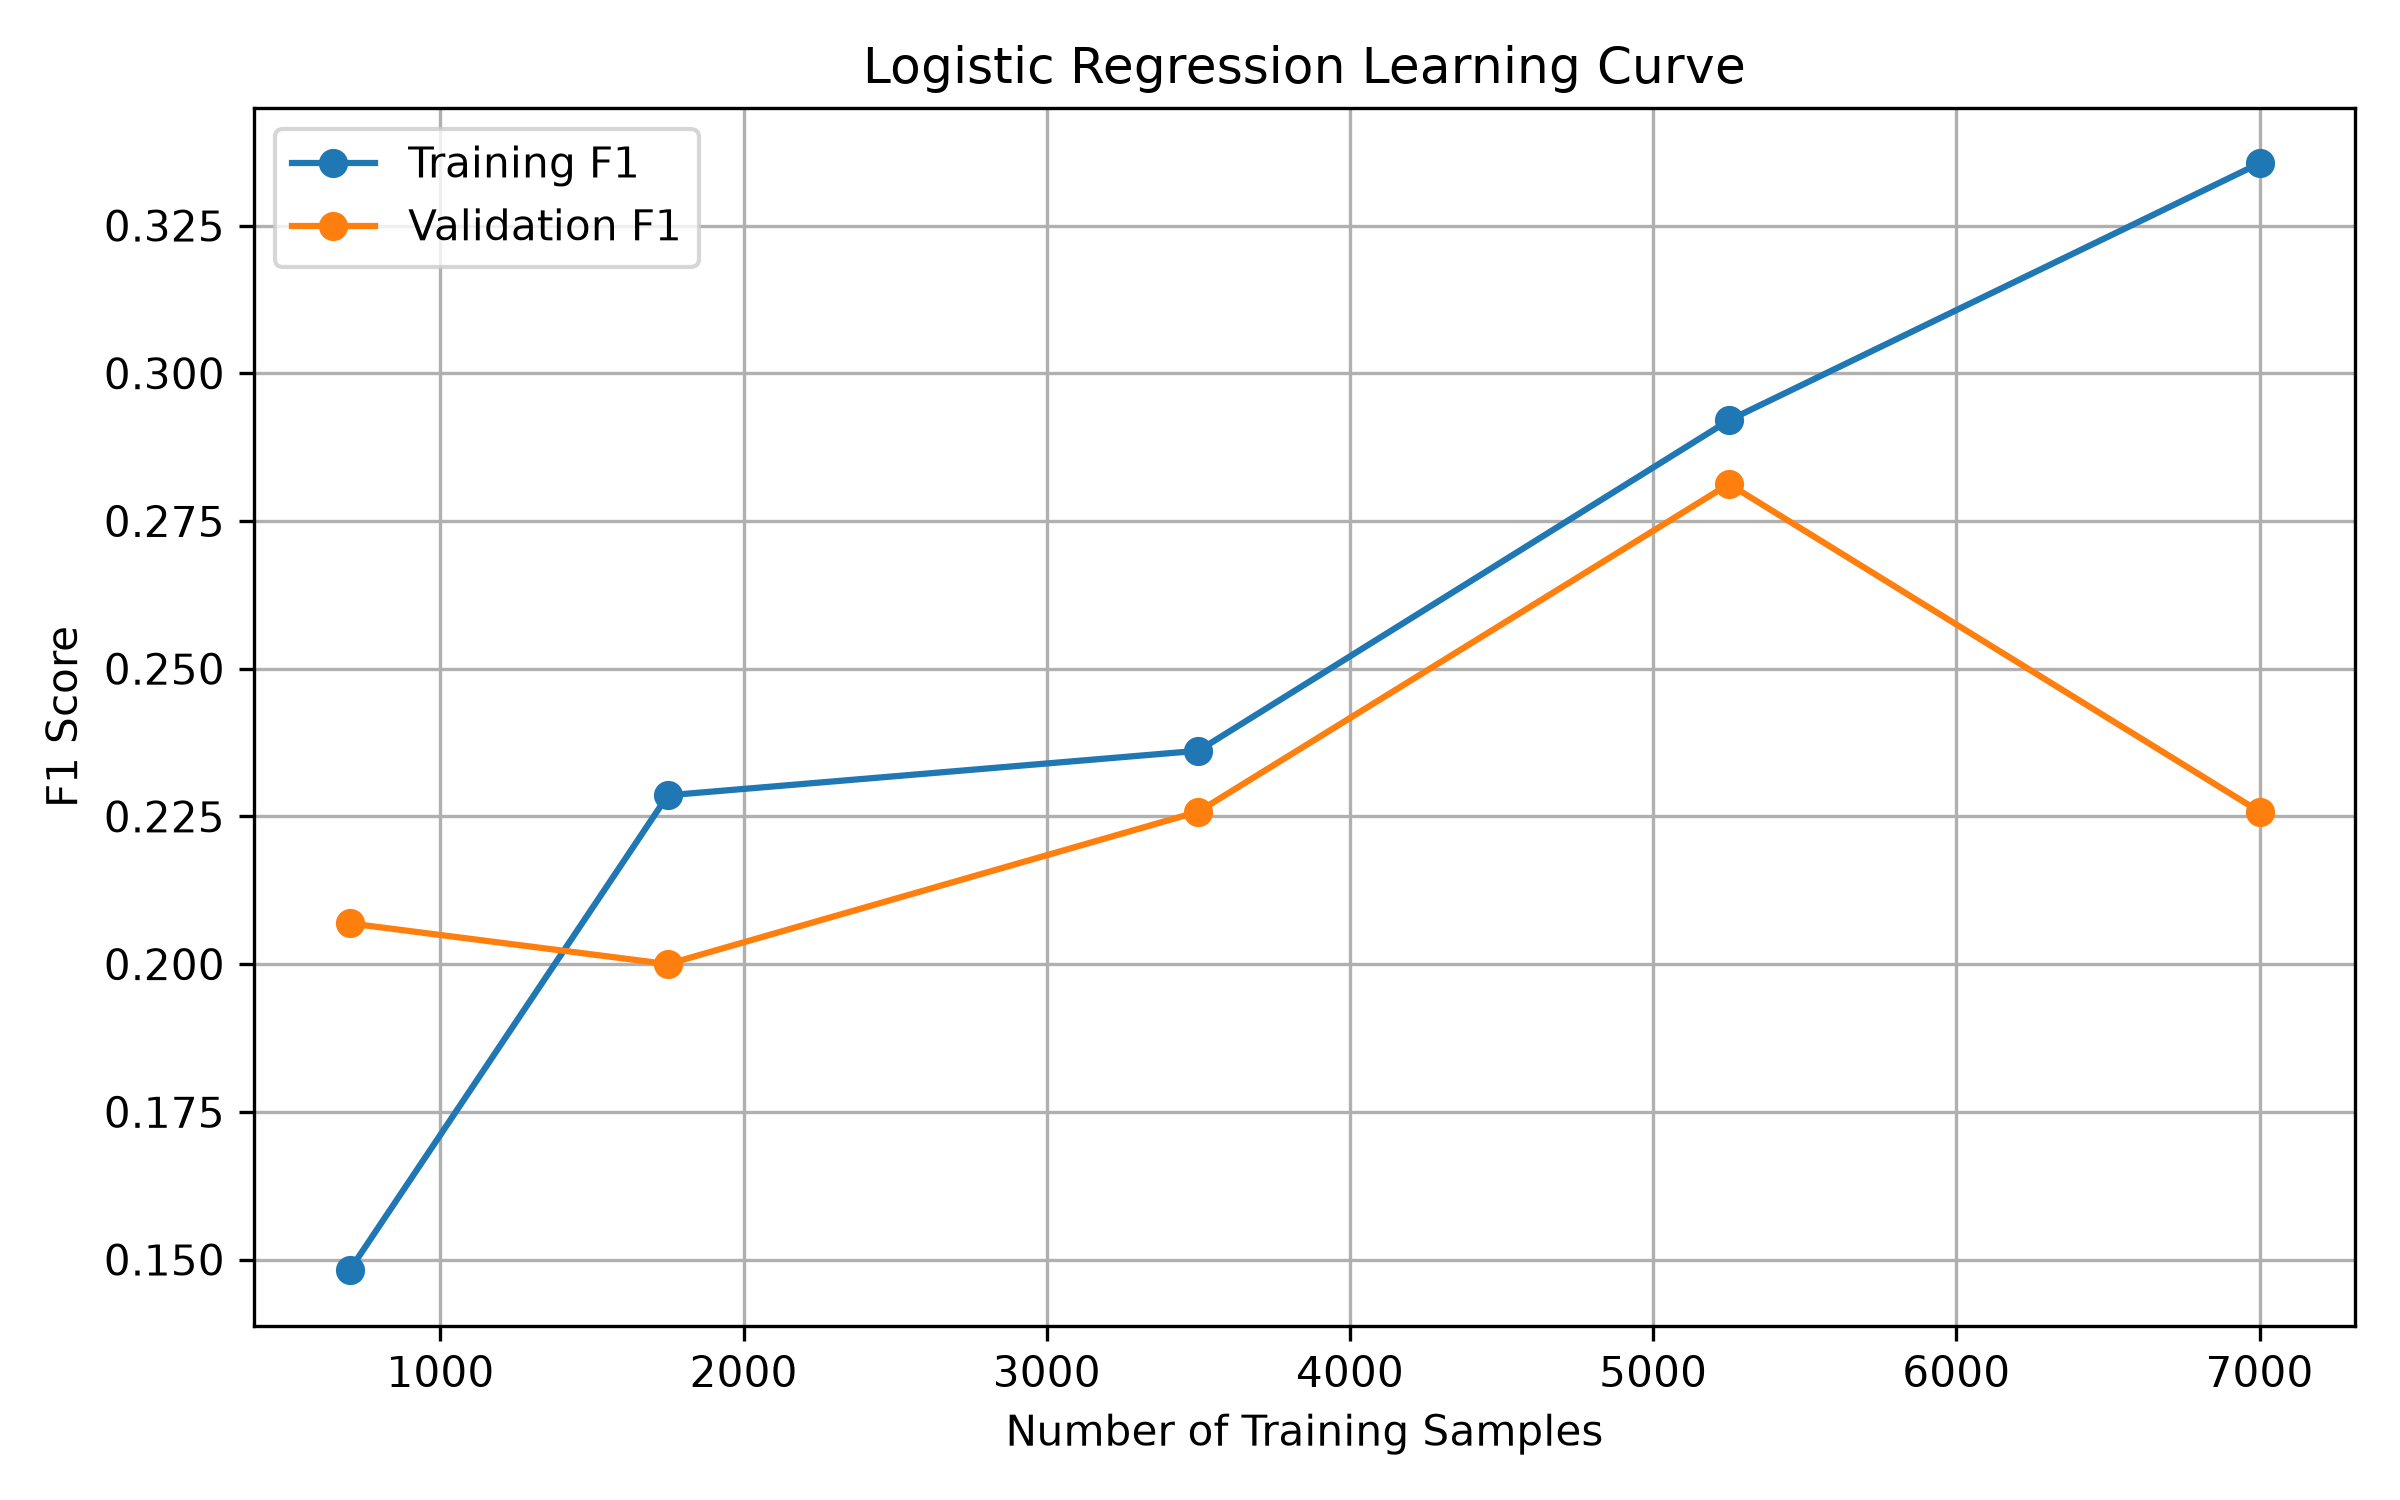 Logistic Regression Learning Curve
Training F1
Validation F1
0.325
0.300
0.275
0.250
0.225
0.200
0.175
0.150
F1 Score
1000 2000 3000 4000 5000 6000 7000
Number of Training Samples